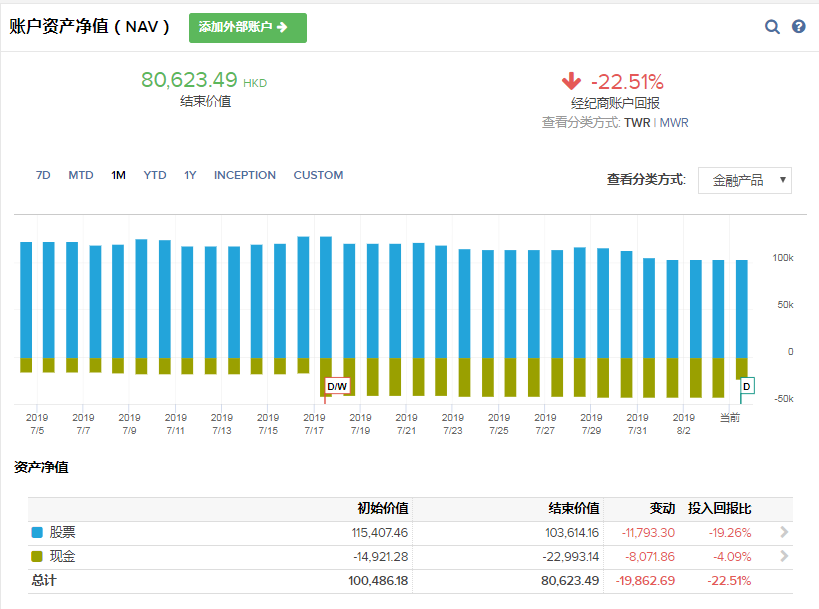 账户资产净值 ( NAV )
添加外部账户
80,623.49 HKD
结束价值
-22.51%
经纪商账户回报
查看分类方式: TWR | MWR
7D MTD 1M YTD 1Y INCEPTION CUSTOM
查看分类方式: 金融产品
100k
50k
0
-50k
D/W
D
2019 2019 2019 2019 2019 2019 2019 2019 2019 2019 2019 2019 2019 2019 2019 当前
7/5 7/7 7/9 7/11 7/13 7/15 7/17 7/19 7/21 7/23 7/25 7/27 7/29 7/31 8/2
资产净值
初始价值 结束价值 变动 投入回报比
股票 115,407.46 103,614.16 -11,793.30 -19.26%
现金 -14,921.28 -22,993.14 -8,071.86 -4.09%
总计 100,486.18 80,623.49 -19,862.69 -22.51%